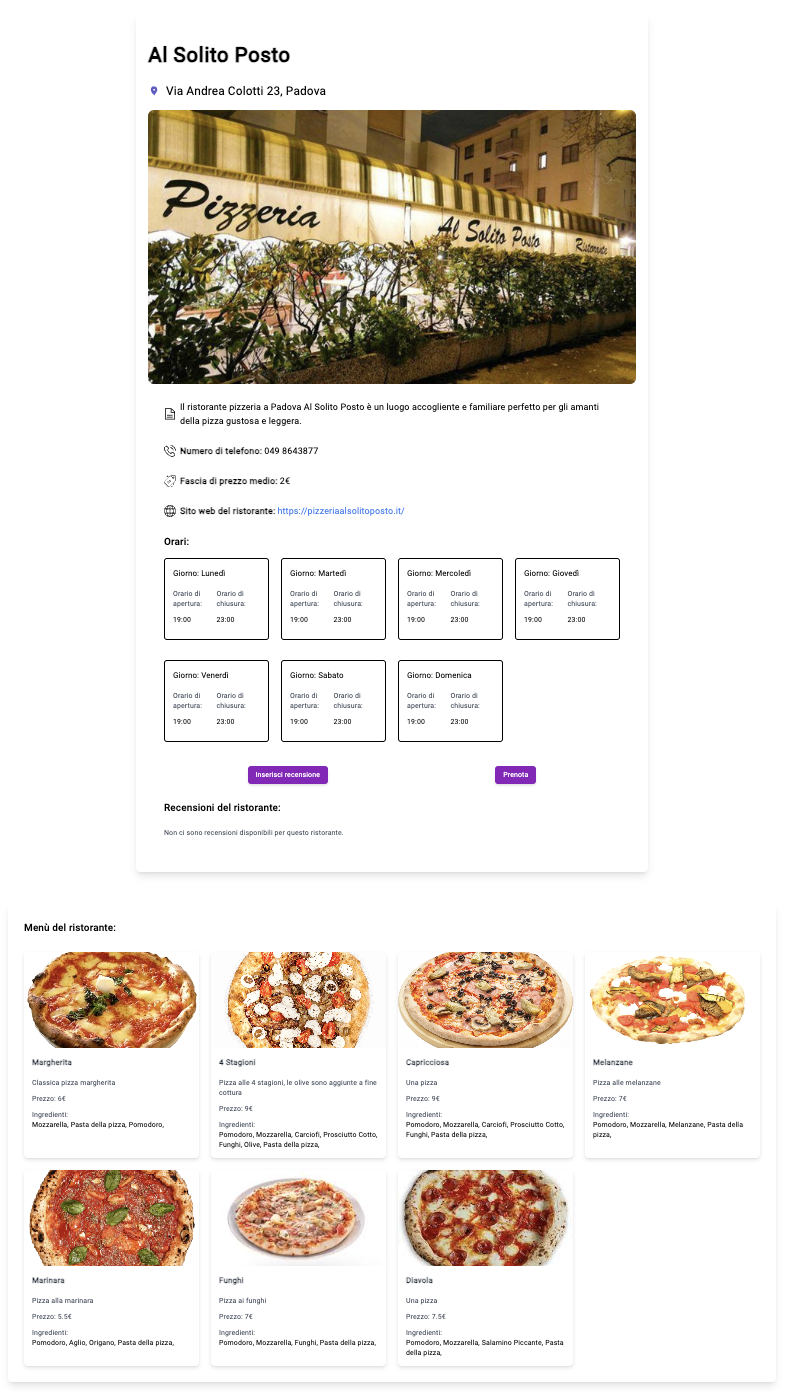 Al Solito Posto
Via Andrea Colotti 23, Padova
Pizzeria
Al Solito Posto
Ristorante
Il ristorante pizzeria a Padova Al Solito Posto è un luogo accogliente e familiare perfetto per gli amanti
della pizza gustosa e leggera.
Numero di telefono: 049 8643877
Fascia di prezzo medio: 2€
Sito web del ristorante: https://pizzeriaalsolitoposto.it/
Orari:
Giorno: Lunedì
Orario di apertura:
19:00
Orario di chiusura:
23:00
Giorno: Martedì
Orario di apertura:
19:00
Orario di chiusura:
23:00
Giorno: Mercoledì
Orario di apertura:
19:00
Orario di chiusura:
23:00
Giorno: Giovedì
Orario di apertura:
19:00
Orario di chiusura:
23:00
Giorno: Venerdì
Orario di apertura:
19:00
Orario di chiusura:
23:00
Giorno: Sabato
Orario di apertura:
19:00
Orario di chiusura:
23:00
Giorno: Domenica
Orario di apertura:
19:00
Orario di chiusura:
23:00
Inserisci recensione
Prenota
Recensioni del ristorante:
Non ci sono recensioni disponibili per questo ristorante.
Menù del ristorante:
Margherita
Classica pizza margherita
Prezzo: 6€
Ingredienti:
Mozzarella, Pasta della pizza, Pomodoro,
4 Stagioni
Pizza alle 4 stagioni, le olive sono aggiunte a fine
cottura
Prezzo: 9€
Ingredienti:
Pomodoro, Mozzarella, Carciofi, Prosciutto Cotto,
Funghi, Olive, Pasta della pizza,
Capricciosa
Una pizza
Prezzo: 9€
Ingredienti:
Pomodoro, Mozzarella, Carciofi, Prosciutto Cotto,
Funghi, Pasta della pizza,
Melanzane
Pizza alle melanzane
Prezzo: 7€
Ingredienti:
Pomodoro, Mozzarella, Melanzane, Pasta della
pizza,
Marinara
Pizza alla marinara
Prezzo: 5.5€
Ingredienti:
Pomodoro, Aglio, Origano, Pasta della pizza,
Funghi
Pizza ai funghi
Prezzo: 7€
Ingredienti:
Pomodoro, Mozzarella, Funghi, Pasta della pizza,
Diavola
Una pizza
Prezzo: 7.5€
Ingredienti:
Pomodoro, Mozzarella, Salamino Piccante, Pasta
della pizza,